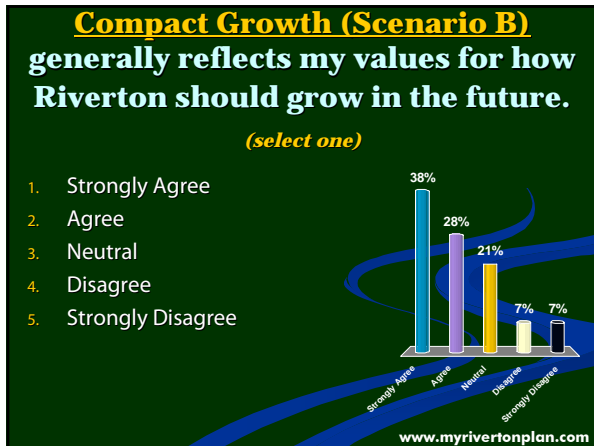 Compact Growth (Scenario B)
generally reflects my values for how
Riverton should grow in the future.
(select one)
1. Strongly Agree
2. Agree
3. Neutral
4. Disagree
5. Strongly Disagree
38%
28%
21%
7%
7%
Strongly Agree
Agree
Neutral
Disagree
Strongly Disagree
www.myrivertonplan.com